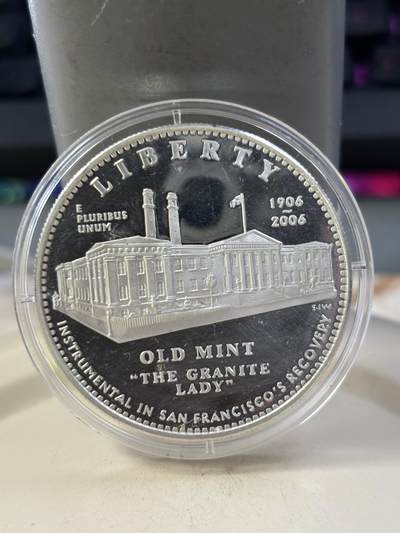 LIBERTY
E
PLURIBUS
UNUM
1906
~
2006
OLD MINT
"THE GRANITE
LADY"
INSTRUMENTAL IN SAN FRANCISCO'S RECOVERY